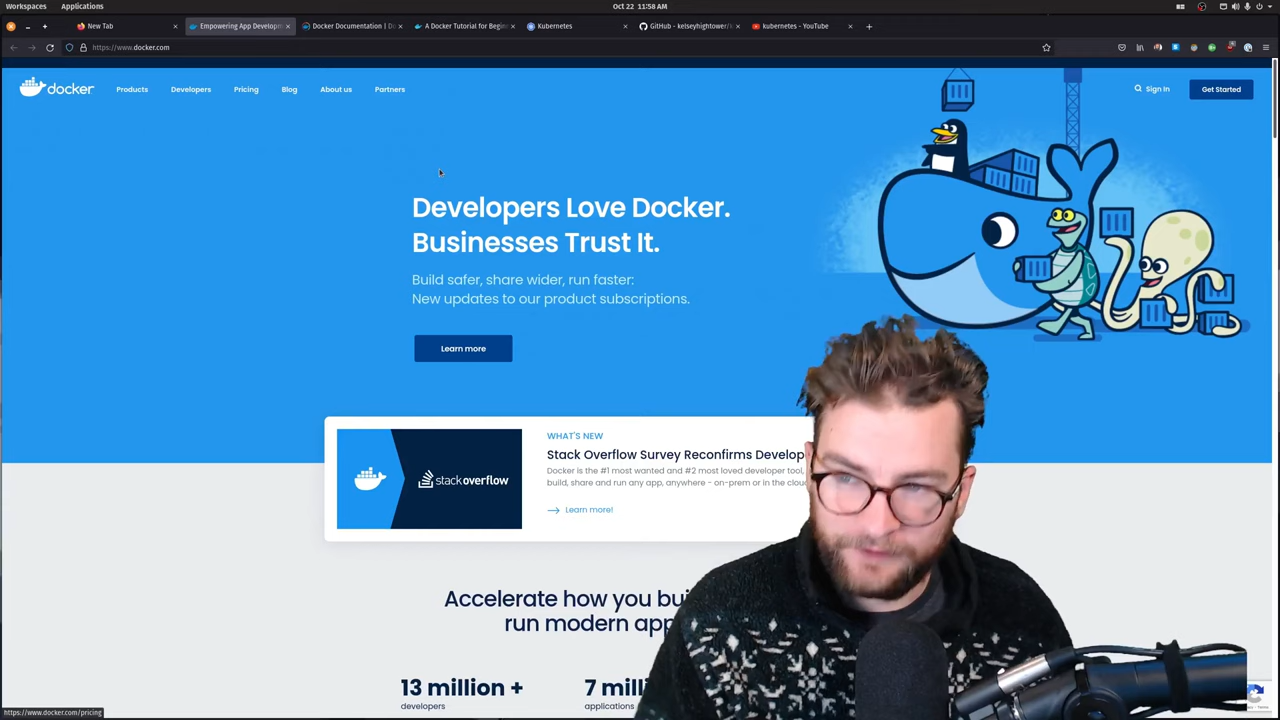 Workspaces Applications Oct 22 11:58 AM
New Tab Empowering App Developm Docker Documentation | Do A Docker Tutorial for Begin Kubernetes GitHub - kelseyhightower/k kubernetes - YouTube
https://www.docker.com
docker Products Developers Pricing Blog About us Partners Sign In Get Started
Developers Love Docker.
Businesses Trust It.
Build safer, share wider, run faster:
New updates to our product subscriptions.
Learn more
WHAT'S NEW
Stack Overflow Survey Reconfirms Develop
Docker is the #1 most wanted and #2 most loved developer tool,
build, share and run any app, anywhere - on-prem or in the clou
stackoverflow
Learn more!
Accelerate how you bui
run modern app
13 million + 7 milli
developers applications
https://www.docker.com/pricing